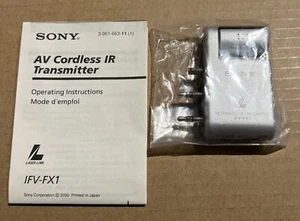 SONY
3-061-663-11 (1)
AV Cordless IR
Transmitter
Operating Instructions
Mode d'emploi
LASER LINK
IFV-FX1
Sony Corporation © 2000 Printed in Japan
SONY